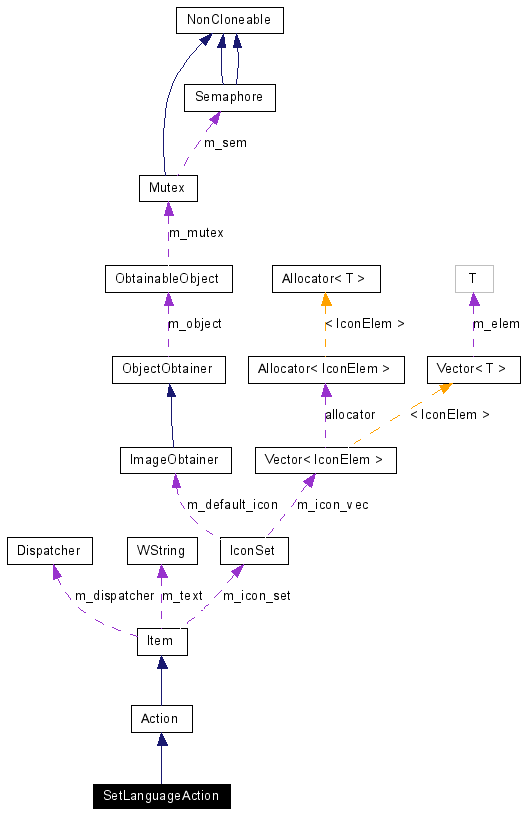 NonCloneable
Semaphore
m_sem
Mutex
m_mutex
ObtainableObject
Allocator< T >
T
m_object
< IconElem >
m_elem
ObjectObtainer
Allocator< IconElem >
Vector< T >
allocator
< IconElem >
ImageObtainer
Vector< IconElem >
m_default_icon
m_icon_vec
Dispatcher
WString
IconSet
m_dispatcher
m_text
m_icon_set
Item
Action
SetLanguageAction